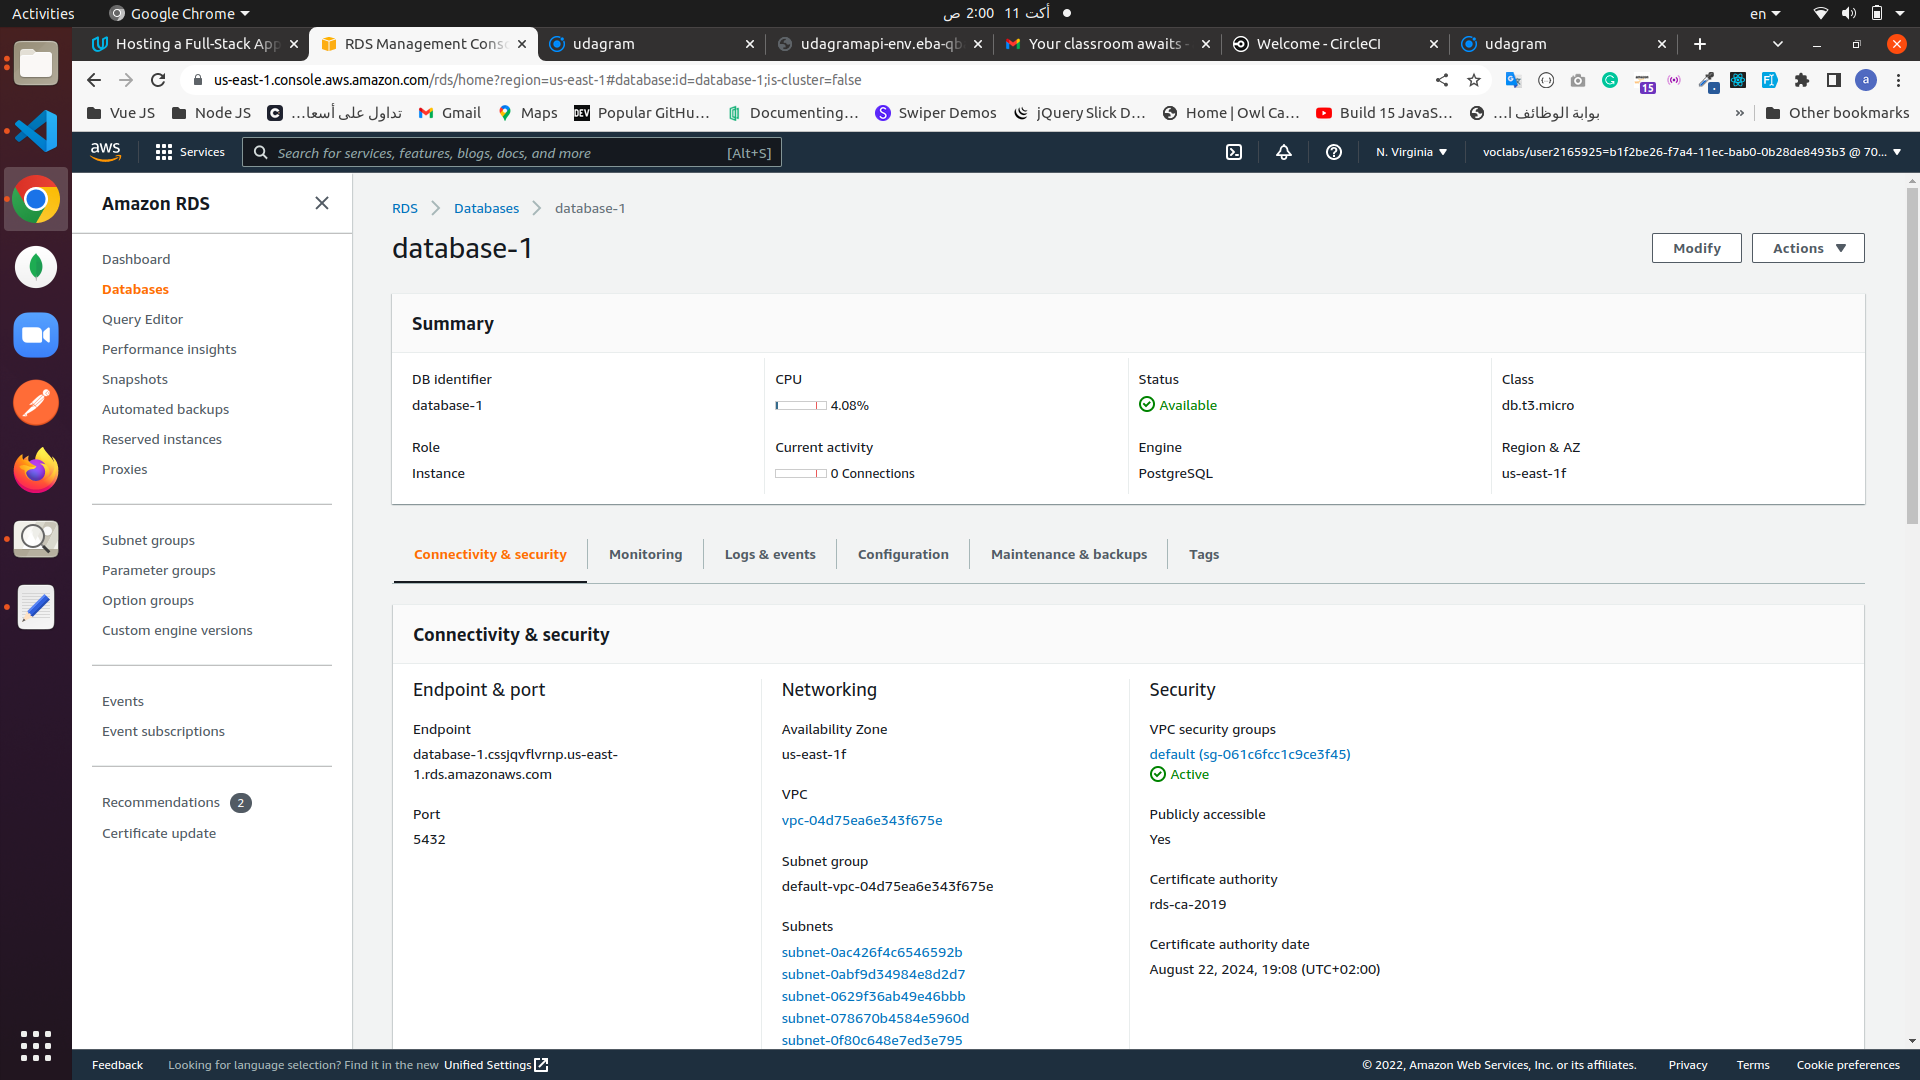 Activities
Google Chrome
أكت 11 2:00 ص
en
Hosting a Full-Stack App
RDS Management Conso
udagram
udagramapi-env.eba-qb
Your classroom awaits -
Welcome - CircleCI
udagram
us-east-1.console.aws.amazon.com/rds/home?region=us-east-1#database:id=database-1;is-cluster=false
15
a
Vue JS
Node JS
تداول على أسعا...
Gmail
Maps
DEV
Popular GitHu...
Documenting...
Swiper Demos
jQuery Slick D...
Home | Owl Ca...
Build 15 JavaS...
بوابة الوظائف ا...
»
Other bookmarks
aws
Services
Search for services, features, blogs, docs, and more
[Alt+S]
N. Virginia
voclabs/user2165925=b1f2be26-f7a4-11ec-bab0-0b28de8493b3 @ 70...
Amazon RDS
Dashboard
Databases
Query Editor
Performance insights
Snapshots
Automated backups
Reserved instances
Proxies
Subnet groups
Parameter groups
Option groups
Custom engine versions
Events
Event subscriptions
Recommendations 2
Certificate update
RDS
Databases
database-1
database-1
Modify
Actions
Summary
DB identifier
database-1
CPU
4.08%
Status
Available
Class
db.t3.micro
Role
Instance
Current activity
0 Connections
Engine
PostgreSQL
Region & AZ
us-east-1f
Connectivity & security
Monitoring
Logs & events
Configuration
Maintenance & backups
Tags
Connectivity & security
Endpoint & port
Endpoint
database-1.cssjqvflvrnp.us-east-
1.rds.amazonaws.com
Port
5432
Networking
Availability Zone
us-east-1f
VPC
vpc-04d75ea6e343f675e
Subnet group
default-vpc-04d75ea6e343f675e
Subnets
subnet-0ac426f4c6546592b
subnet-0abf9d34984e8d2d7
subnet-0629f36ab49e46bbb
subnet-078670b4584e5960d
subnet-0f80c648e7ed3e795
Security
VPC security groups
default (sg-061c6fcc1c9ce3f45)
Active
Publicly accessible
Yes
Certificate authority
rds-ca-2019
Certificate authority date
August 22, 2024, 19:08 (UTC+02:00)
Feedback
Looking for language selection? Find it in the new Unified Settings
© 2022, Amazon Web Services, Inc. or its affiliates.
Privacy
Terms
Cookie preferences